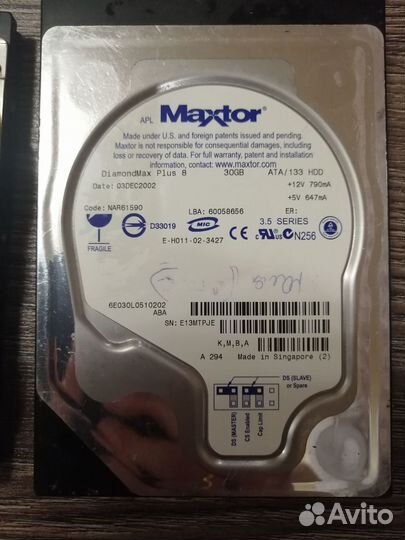 APL Maxtor®
Made under U.S. and foreign patents issued and pending.
Maxtor is not responsible for consequential damages,
data loss or recovery. For full warranty, patent and
installation information see: www.maxtor.com
DiamondMax Plus 8 30GB ATA/133 HDD
Date: 03DEC2002 +12V 790mA
+5V 647mA
Code: NAR61590 LBA: 60058656 ER:
3.5 SERIES
FRAGILE D33019 MIC CE C US N256
E-H011-02-3427
6E030L0510202
ABA
SN: E13MTPJE
K,M,B,A
A 294 Made in Singapore (2)
DS (SLAVE)
or Spare
DS (MASTER)
CS Enabled
Cap Limit
Avito